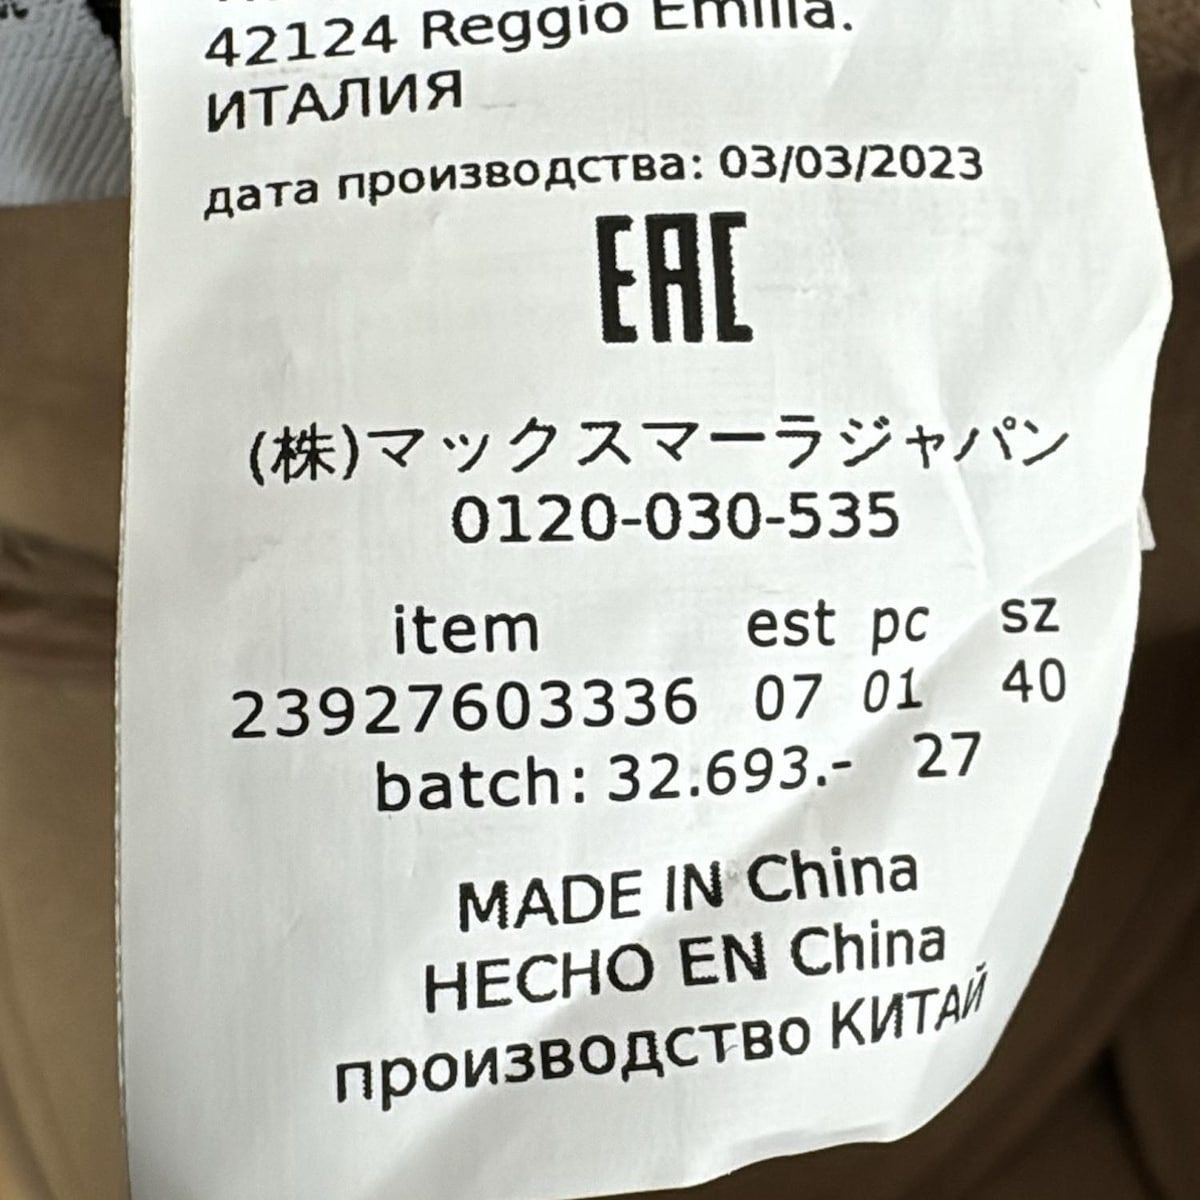 42124 Reggio Emilia.
ИТАЛИЯ
дата производства: 03/03/2023
EAC
(株)マックスマーラジャパン
0120-030-535
item est pc sz
23927603336 07 01 40
batch: 32.693.- 27
MADE IN China
HECHO EN China
производство КИТАЙ